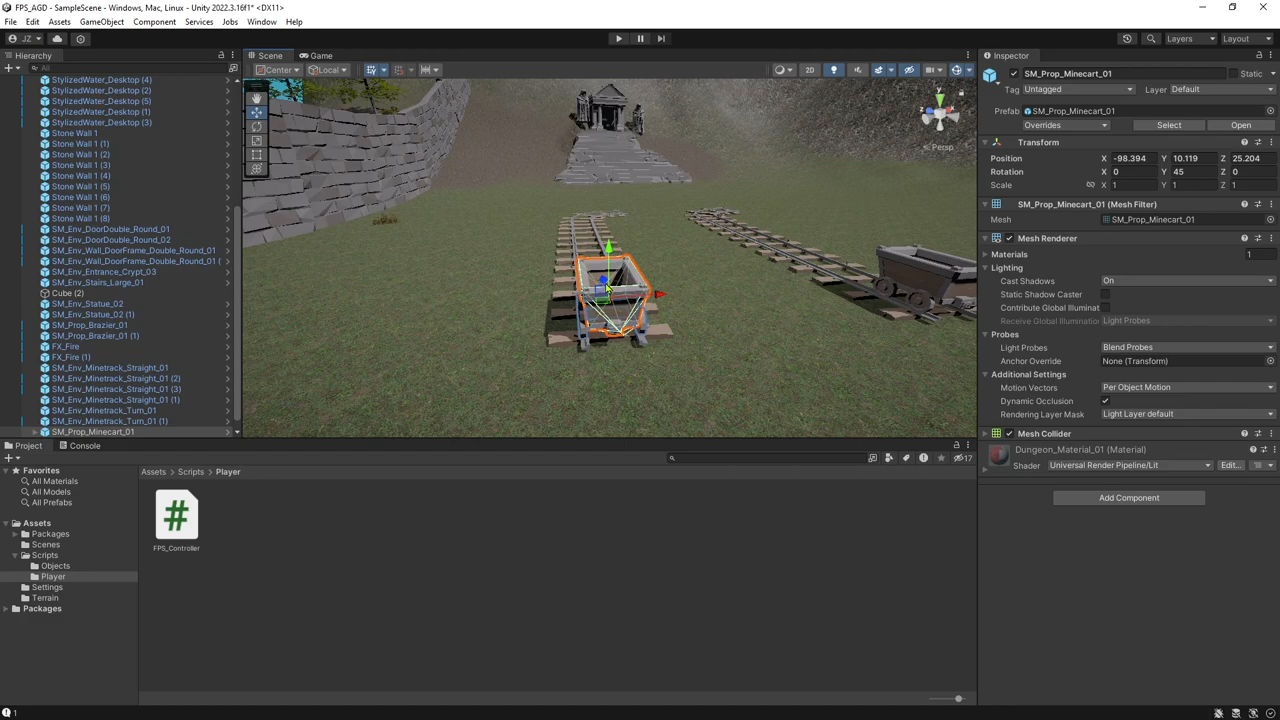 FPS_AGD - SampleScene - Windows, Mac, Linux - Unity 2022.3.16f1* <DX11>
File Edit Assets GameObject Component Services Jobs Window Help
JZ
Layers Layout
Hierarchy
All
StylizedWater_Desktop (4)
StylizedWater_Desktop (2)
StylizedWater_Desktop (5)
StylizedWater_Desktop (1)
StylizedWater_Desktop (3)
Stone Wall 1
Stone Wall 1 (1)
Stone Wall 1 (2)
Stone Wall 1 (3)
Stone Wall 1 (4)
Stone Wall 1 (5)
Stone Wall 1 (6)
Stone Wall 1 (7)
Stone Wall 1 (8)
SM_Env_DoorDouble_Round_01
SM_Env_DoorDouble_Round_02
SM_Env_Wall_DoorFrame_Double_Round_01
SM_Env_Wall_DoorFrame_Double_Round_01 (
SM_Env_Entrance_Crypt_03
SM_Env_Stairs_Large_01
Cube (2)
SM_Env_Statue_02
SM_Env_Statue_02 (1)
SM_Prop_Brazier_01
SM_Prop_Brazier_01 (1)
FX_Fire
FX_Fire (1)
SM_Env_Minetrack_Straight_01
SM_Env_Minetrack_Straight_01 (2)
SM_Env_Minetrack_Straight_01 (3)
SM_Env_Minetrack_Straight_01 (1)
SM_Env_Minetrack_Turn_01
SM_Env_Minetrack_Turn_01 (1)
SM_Prop_Minecart_01
Scene Game
Center Local
2D
y
Persp
Inspector
SM_Prop_Minecart_01 Static
Tag Untagged Layer Default
Prefab SM_Prop_Minecart_01
Overrides Select Open
Transform
Position X -98.394 Y 10.119 Z 25.204
Rotation X 0 Y 45 Z 0
Scale X 1 Y 1 Z 1
SM_Prop_Minecart_01 (Mesh Filter)
Mesh SM_Prop_Minecart_01
Mesh Renderer
Materials 1
Lighting
Cast Shadows On
Static Shadow Caster
Contribute Global Illuminat
Receive Global Illumination Light Probes
Probes
Light Probes Blend Probes
Anchor Override None (Transform)
Additional Settings
Motion Vectors Per Object Motion
Dynamic Occlusion
Rendering Layer Mask Light Layer default
Mesh Collider
Dungeon_Material_01 (Material)
Shader Universal Render Pipeline/Lit Edit...
Add Component
Project Console
17
Favorites
All Materials
All Models
All Prefabs
Assets
Packages
Scenes
Scripts
Objects
Player
Settings
Terrain
Packages
Assets > Scripts > Player
#
FPS_Controller
1